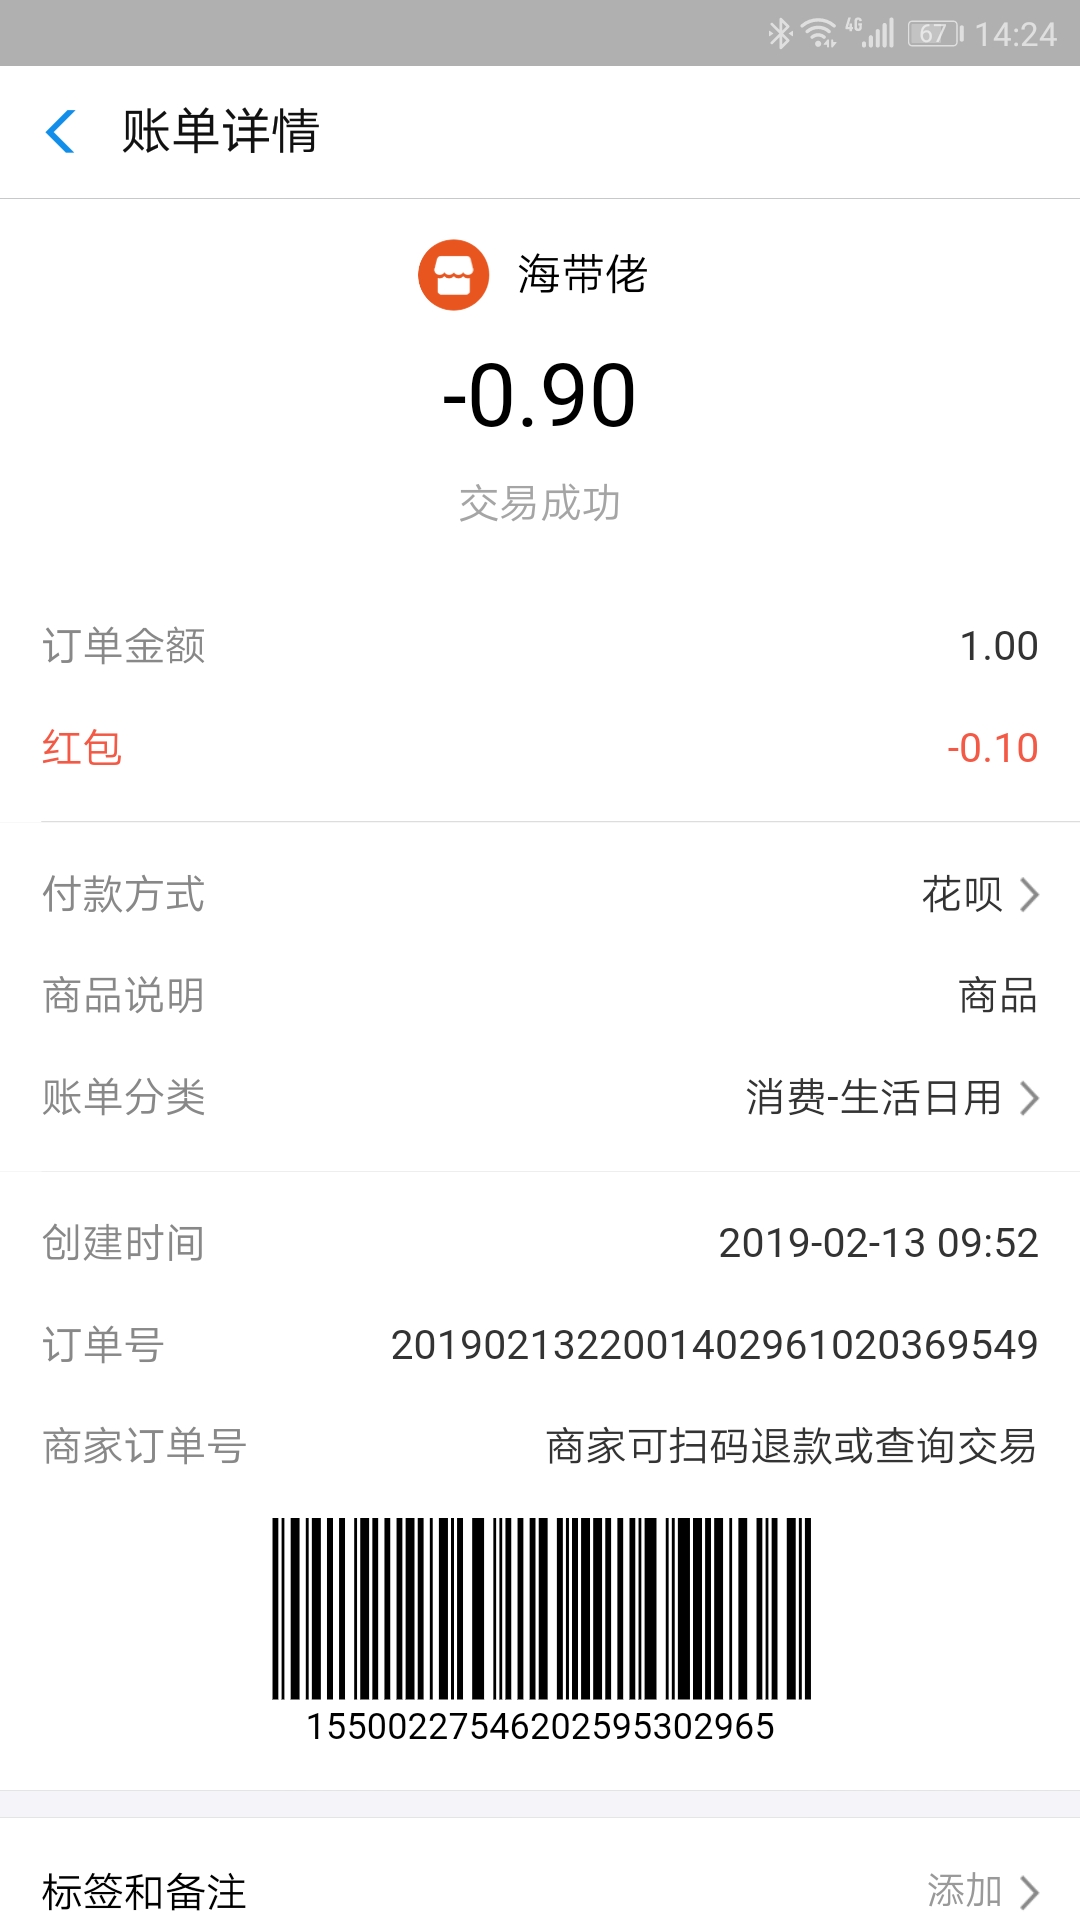 4G 67 14:24
账单详情
海带佬
-0.90
交易成功
订单金额 1.00
红包 -0.10
付款方式 花呗
商品说明 商品
账单分类 消费-生活日用
创建时间 2019-02-13 09:52
订单号 2019021322001402961020369549
商家订单号 商家可扫码退款或查询交易
15500227546202595302965
标签和备注 添加